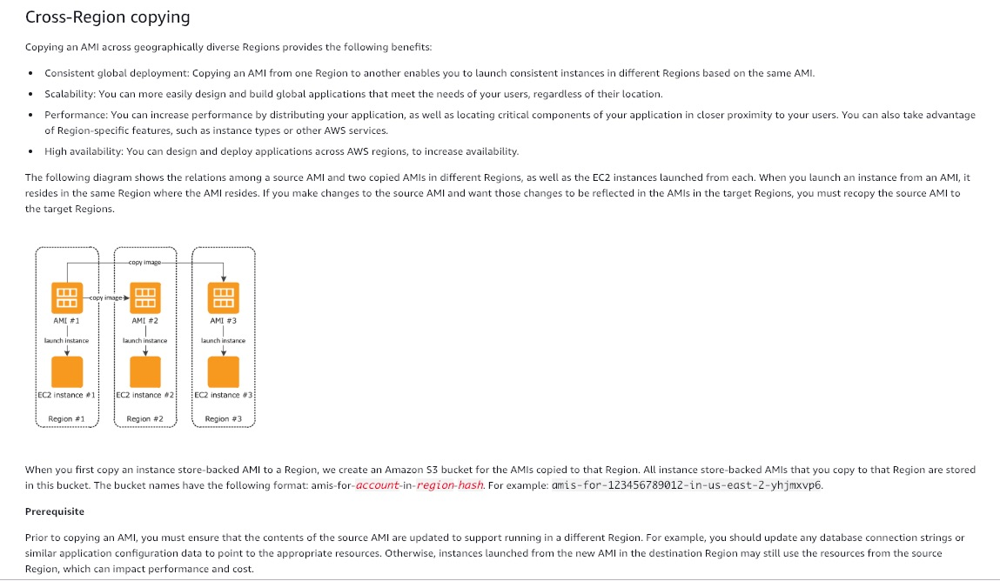 Cross-Region copying
Copying an AMI across geographically diverse Regions provides the following benefits:
• Consistent global deployment: Copying an AMI from one Region to another enables you to launch consistent instances in different Regions based on the same AMI.
• Scalability: You can more easily design and build global applications that meet the needs of your users, regardless of their location.
• Performance: You can increase performance by distributing your application, as well as locating critical components of your application in closer proximity to your users. You can also take advantage
of Region-specific features, such as instance types or other AWS services.
• High availability: You can design and deploy applications across AWS regions, to increase availability.
The following diagram shows the relations among a source AMI and two copied AMIs in different Regions, as well as the EC2 instances launched from each. When you launch an instance from an AMI, it
resides in the same Region where the AMI resides. If you make changes to the source AMI and want those changes to be reflected in the AMIs in the target Regions, you must recopy the source AMI to
the target Regions.
copy image
copy image
AMI #1 AMI #2 AMI #3
launch instance launch instance launch instance
EC2 instance #1 EC2 instance #2 EC2 instance #3
Region #1 Region #2 Region #3
When you first copy an instance store-backed AMI to a Region, we create an Amazon S3 bucket for the AMIs copied to that Region. All instance store-backed AMIs that you copy to that Region are stored
in this bucket. The bucket names have the following format: amis-for-account-in-region-hash. For example: amis-for-123456789012-in-us-east-2-yhjmxvp6.
Prerequisite
Prior to copying an AMI, you must ensure that the contents of the source AMI are updated to support running in a different Region. For example, you should update any database connection strings or
similar application configuration data to point to the appropriate resources. Otherwise, instances launched from the new AMI in the destination Region may still use the resources from the source
Region, which can impact performance and cost.